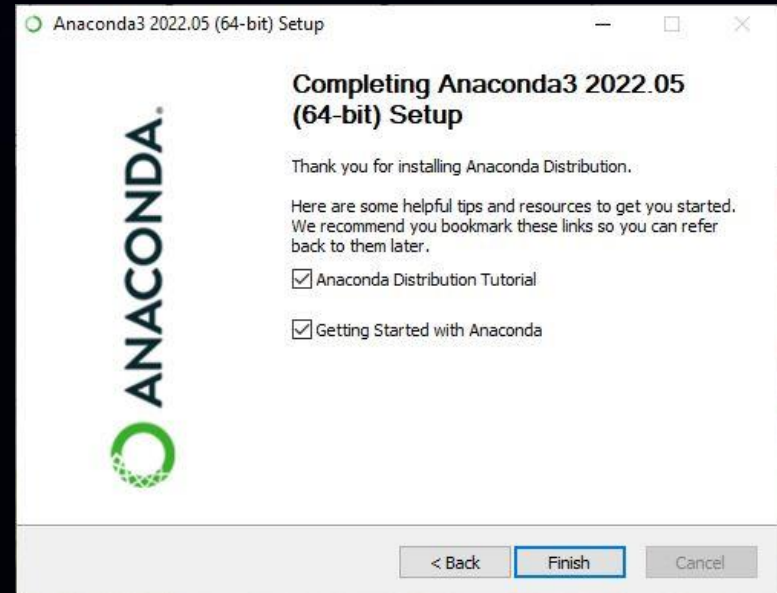 Anaconda3 2022.05 (64-bit) Setup
ANACONDA.
Completing Anaconda3 2022.05
(64-bit) Setup
Thank you for installing Anaconda Distribution.
Here are some helpful tips and resources to get you started.
We recommend you bookmark these links so you can refer
back to them later.
Anaconda Distribution Tutorial
Getting Started with Anaconda
< Back
Finish
Cancel